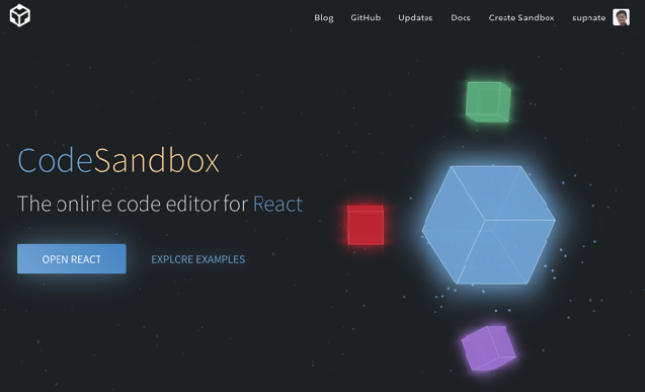 Blog GitHub Updates Docs Create Sandbox supnate
CodeSandbox
The online code editor for React
OPEN REACT EXPLORE EXAMPLES